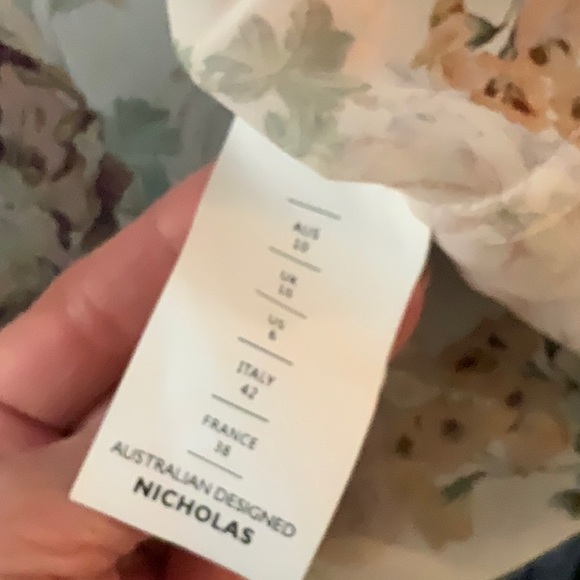 AUS
10
UK
10
US
6
ITALY
42
FRANCE
38
AUSTRALIAN DESIGNED
NICHOLAS